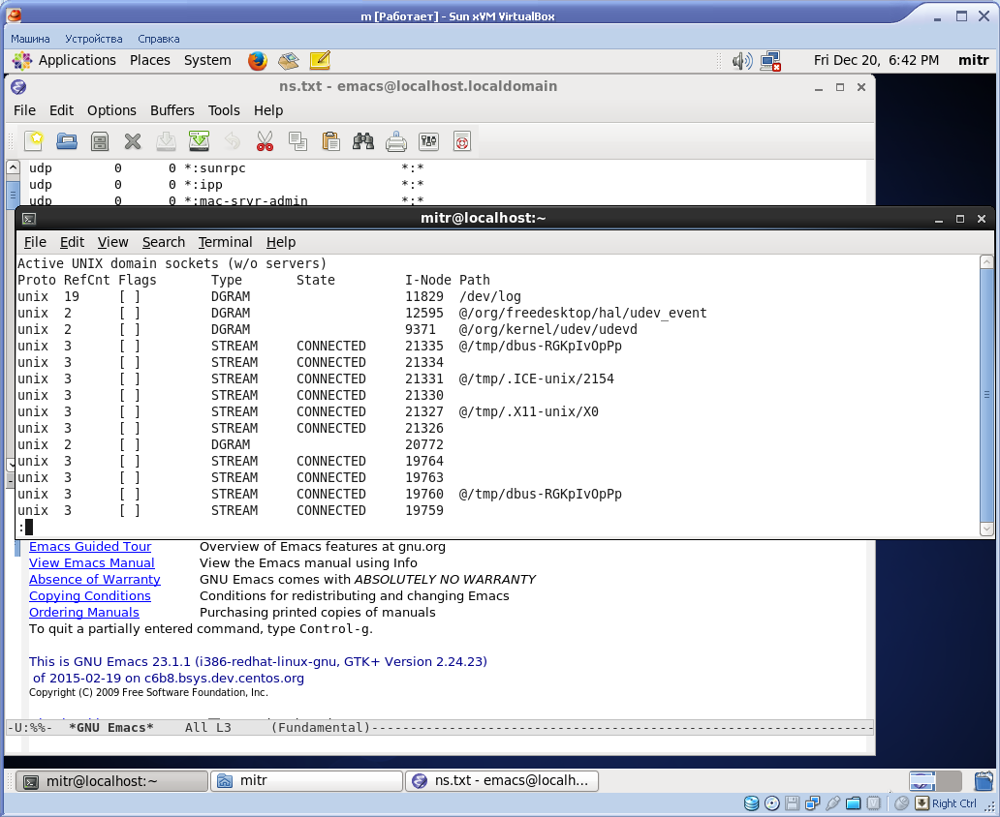 m [Работает] - Sun xVM VirtualBox
Машина Устройства Справка
Applications Places System Fri Dec 20, 6:42 PM mitr
ns.txt - emacs@localhost.localdomain
File Edit Options Buffers Tools Help
udp 0 0 *:sunrpc *:*
udp 0 0 *:ipp *:*
udp 0 0 *:mac-srvr-admin *:*
mitr@localhost:~
File Edit View Search Terminal Help
Active UNIX domain sockets (w/o servers)
Proto RefCnt Flags Type State I-Node Path
unix 19 [ ] DGRAM 11829 /dev/log
unix 2 [ ] DGRAM 12595 @/org/freedesktop/hal/udev_event
unix 2 [ ] DGRAM 9371 @/org/kernel/udev/udevd
unix 3 [ ] STREAM CONNECTED 21335 @/tmp/dbus-RGKpIvOpPp
unix 3 [ ] STREAM CONNECTED 21334
unix 3 [ ] STREAM CONNECTED 21331 @/tmp/.ICE-unix/2154
unix 3 [ ] STREAM CONNECTED 21330
unix 3 [ ] STREAM CONNECTED 21327 @/tmp/.X11-unix/X0
unix 3 [ ] STREAM CONNECTED 21326
unix 2 [ ] DGRAM 20772
unix 3 [ ] STREAM CONNECTED 19764
unix 3 [ ] STREAM CONNECTED 19763
unix 3 [ ] STREAM CONNECTED 19760 @/tmp/dbus-RGKpIvOpPp
unix 3 [ ] STREAM CONNECTED 19759
:
Emacs Guided Tour Overview of Emacs features at gnu.org
View Emacs Manual View the Emacs manual using Info
Absence of Warranty GNU Emacs comes with ABSOLUTELY NO WARRANTY
Copying Conditions Conditions for redistributing and changing Emacs
Ordering Manuals Purchasing printed copies of manuals
To quit a partially entered command, type Control-g.
This is GNU Emacs 23.1.1 (i386-redhat-linux-gnu, GTK+ Version 2.24.23)
of 2015-02-19 on c6b8.bsys.dev.centos.org
Copyright (C) 2009 Free Software Foundation, Inc.
-U:%%- *GNU Emacs* All L3 (Fundamental)-----------------------------------------------------------------
mitr@localhost:~ mitr ns.txt - emacs@localh...
Right Ctrl